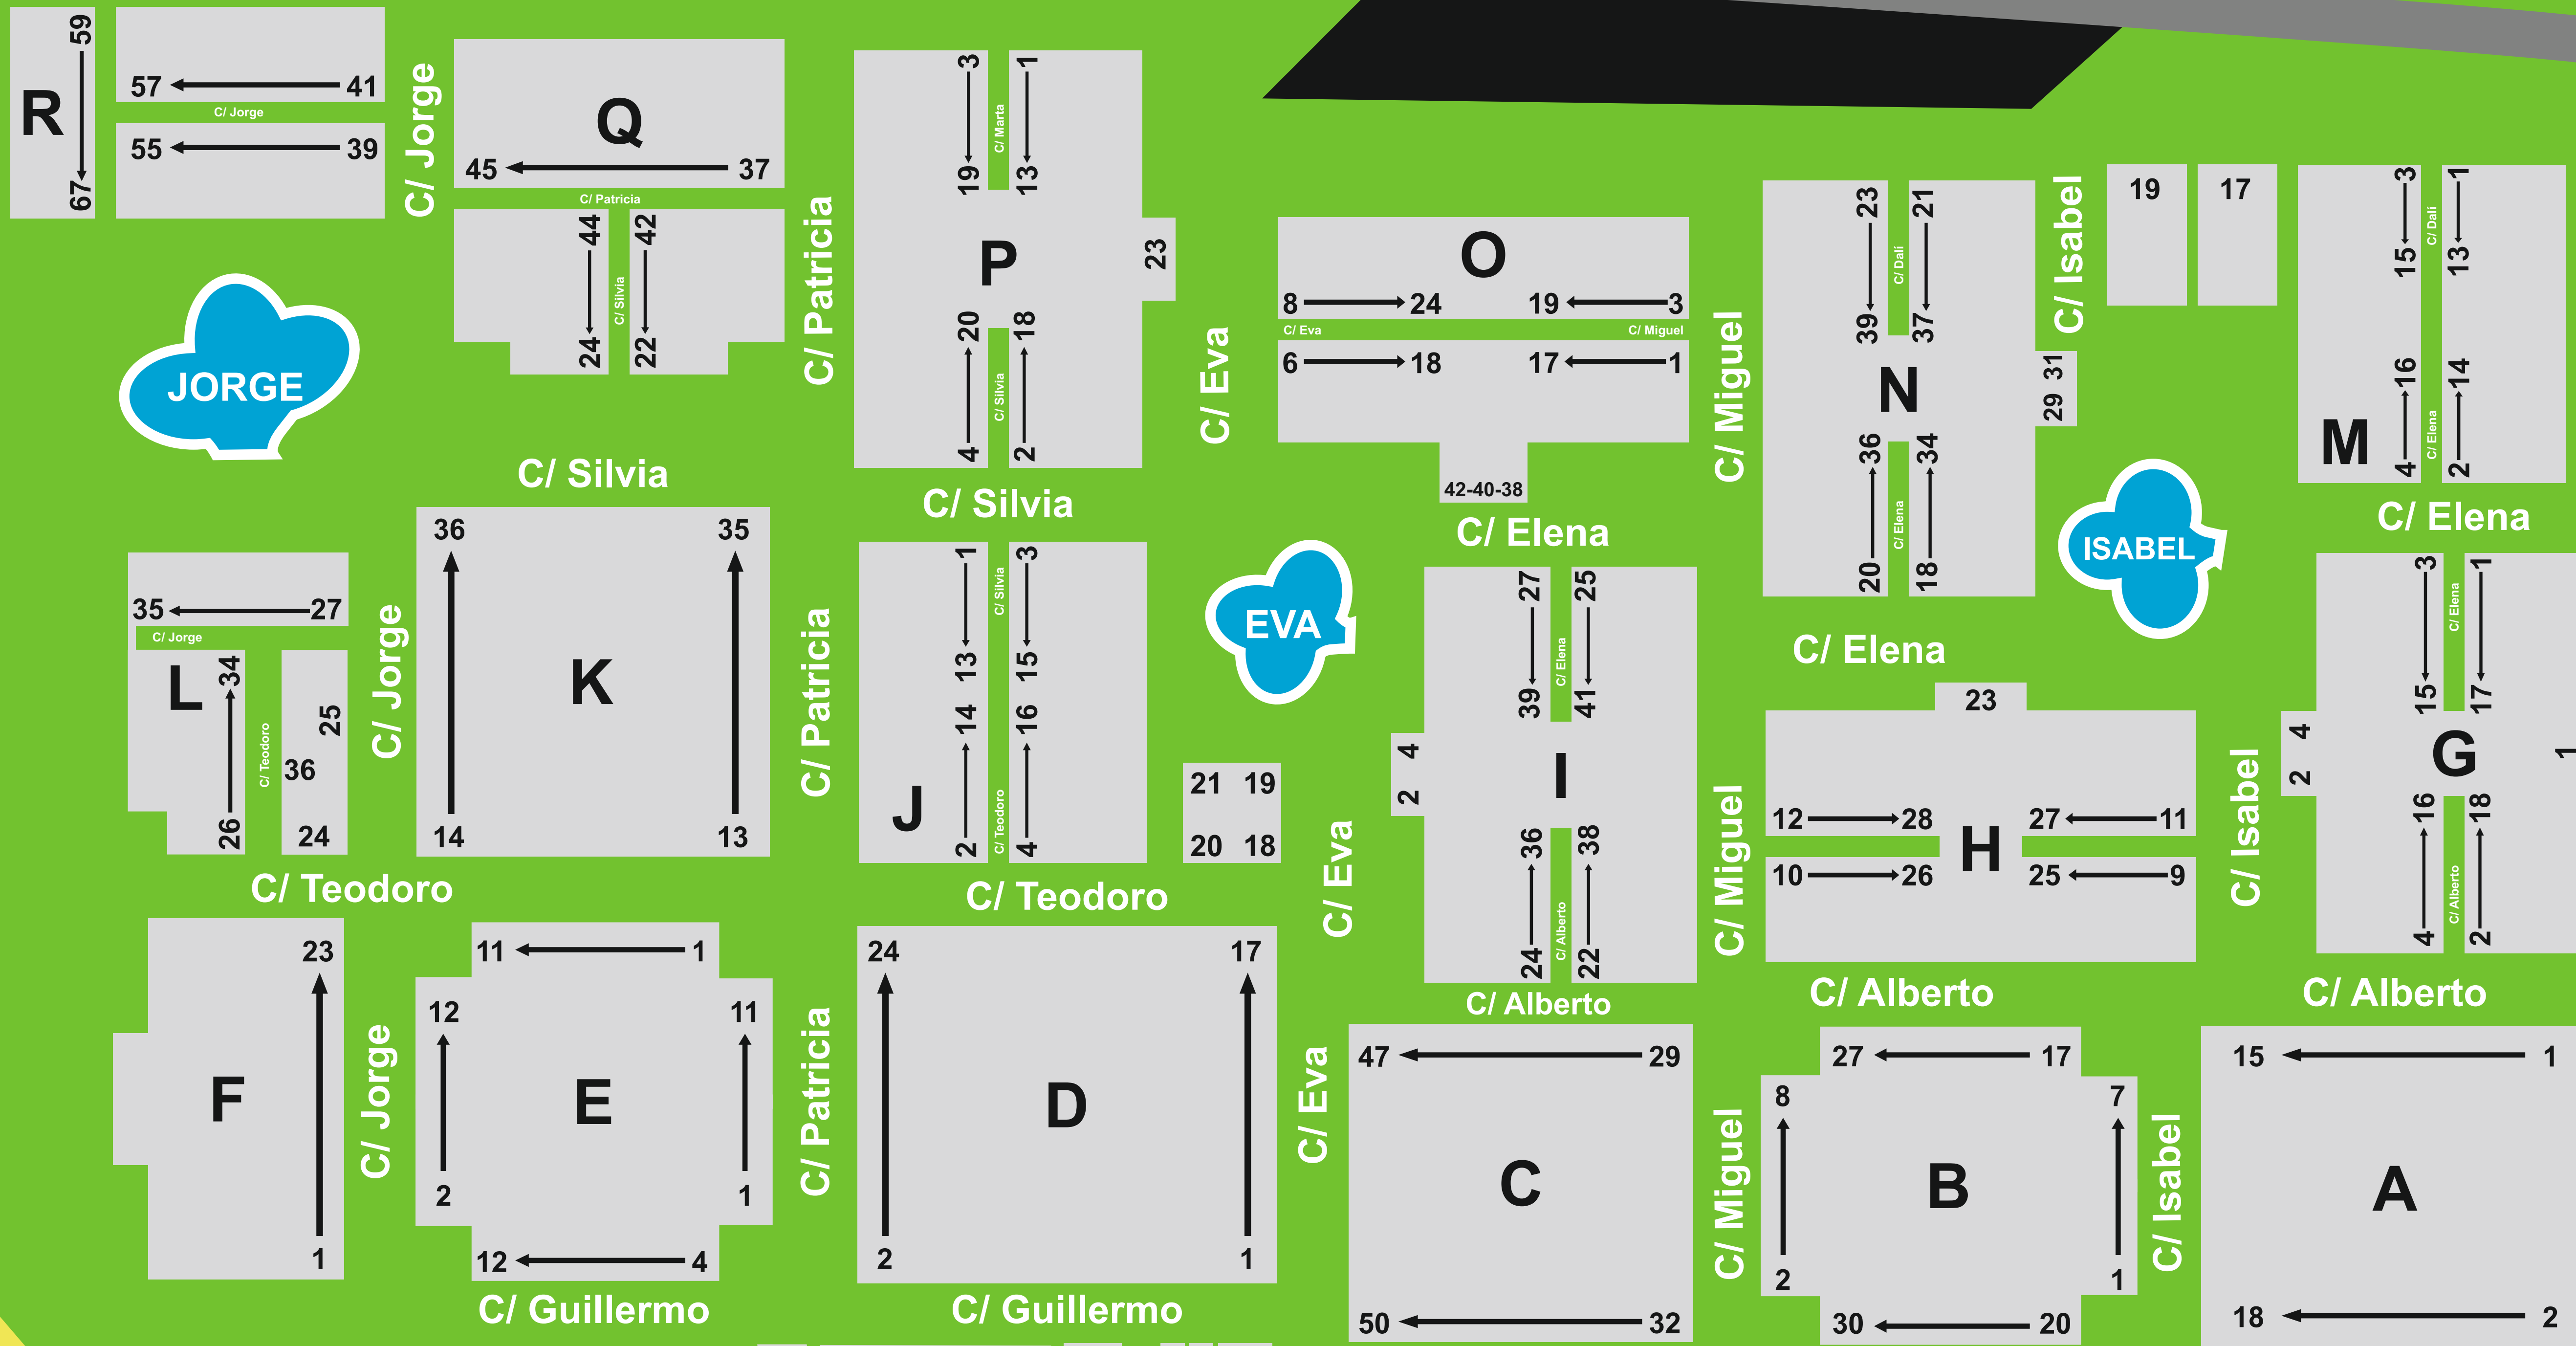 R
59
67
57 41
C/ Jorge
55 39
C/ Jorge
Q
45 37
C/ Patricia
44 42
C/ Silvia
24 22
C/ Patricia
3 1
C/ Marta
19 13
P
23
20 18
C/ Silvia
4 2
C/ Silvia
C/ Silvia
JORGE
O
8 24 19 3
C/ Eva C/ Miguel
6 18 17 1
42-40-38
C/ Eva
C/ Elena
C/ Miguel
23 21
C/ Dalí
39 37
N
29 31
36 34
C/ Elena
20 18
C/ Elena
C/ Isabel
19 17
3 1
C/ Dalí
15 13
16 14
M
C/ Elena
4 2
C/ Elena
ISABEL
35 27
C/ Jorge
L
34
26
C/ Teodoro
25
36
24
C/ Jorge
36 35
K
14 13
C/ Teodoro
C/ Patricia
1 3
C/ Silvia
13 15
14 16
J
C/ Teodoro
2 4
C/ Teodoro
21 19
20 18
EVA
C/ Eva
27 25
C/ Elena
39 41
2 4
I
36 38
C/ Alberto
24 22
C/ Alberto
C/ Miguel
23
12 28 27 11
H
10 26 25 9
C/ Alberto
C/ Isabel
3 1
C/ Elena
15 17
2 4
G
1
16 18
C/ Alberto
4 2
C/ Alberto
F
23
1
C/ Jorge
11 1
12 11
E
2 1
12 4
C/ Guillermo
C/ Patricia
24 17
D
2 1
C/ Guillermo
C/ Eva
47 29
C
50 32
C/ Miguel
27 17
8 7
B
2 1
30 20
C/ Isabel
15 1
A
18 2